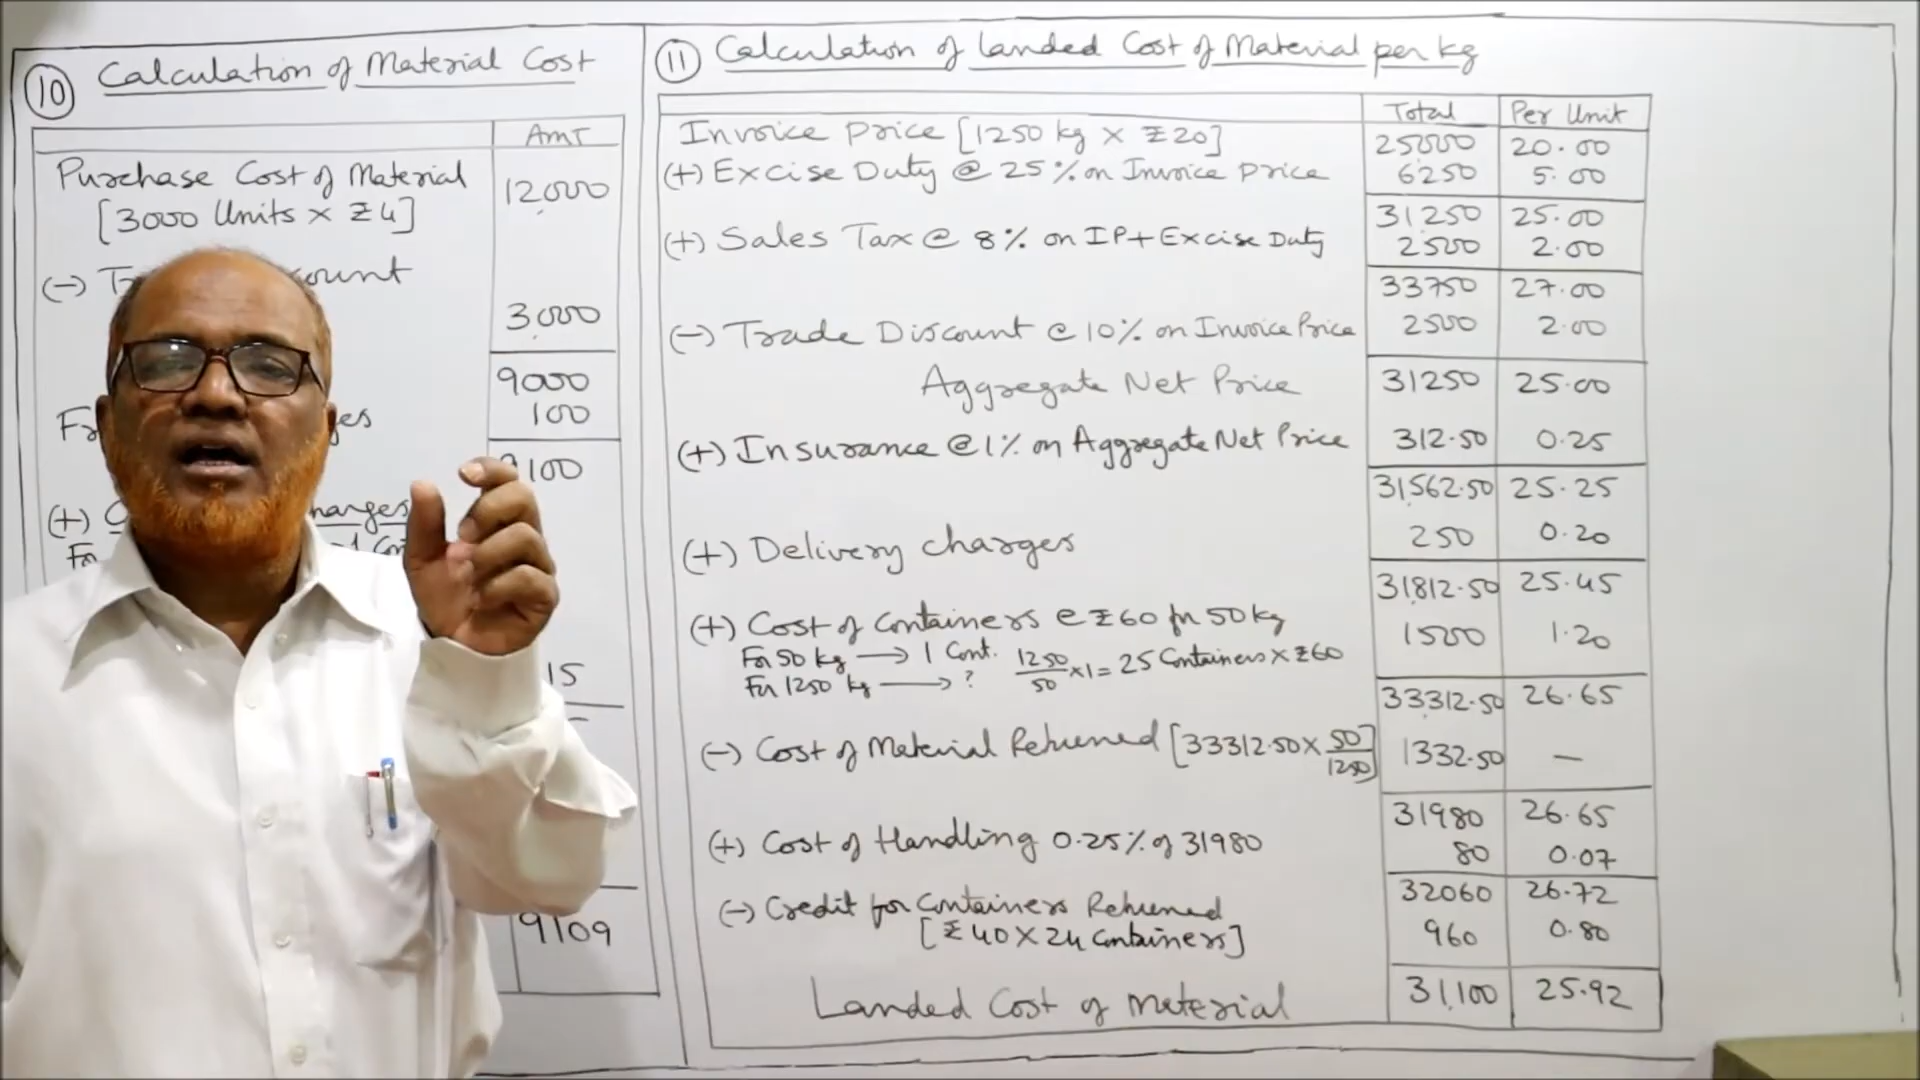 10 Calculation of Material Cost
Amt
Purchase Cost of Material 12,000
[3000 Units × ₹4]
(-) count
3,000
9000
100
100
(+) harges
15
9109
11 Calculation of Landed Cost of Material per kg
Total Per Unit
Invoice Price [1250 kg × ₹20] 25000 20.00
(+) Excise Duty @ 25% on Invoice Price 6250 5.00
31250 25.00
(+) Sales Tax @ 8% on IP + Excise Duty 2500 2.00
33750 27.00
(-) Trade Discount @ 10% on Invoice Price 2500 2.00
Aggregate Net Price 31250 25.00
(+) Insurance @ 1% on Aggregate Net Price 312.50 0.25
31,562.50 25.25
(+) Delivery Charges 250 0.20
31,812.50 25.45
(+) Cost of Containers @ ₹60 for 50 kg 1500 1.20
For 50 kg → 1 Cont.
For 1250 kg → ?
1250/50 × 1 = 25 Containers × ₹60
33312.50 26.65
(-) Cost of Material Returned [33312.50 × 50/1250] 1332.50 —
31980 26.65
(+) Cost of Handling 0.25% of 31980 80 0.07
32060 26.72
(-) Credit for Containers Returned
[₹40 × 24 Containers] 960 0.80
Landed Cost of Material 31,100 25.92